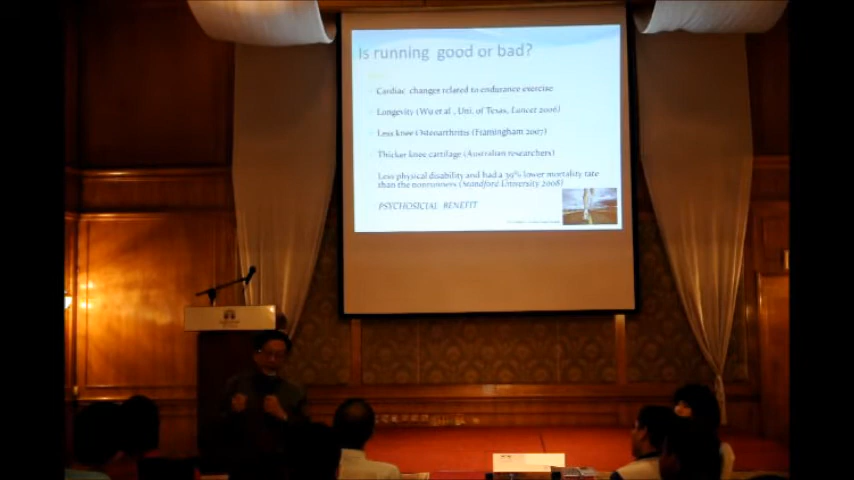 Is running good or bad?
Cardiac changes related to endurance exercise
Longevity (Wu et al , Uni. of Texas, Lancet 2006)
Less knee Osteoarthritis (Framingham 2007)
Thicker knee cartilage (Australian researchers)
Less physical disability and had a 39% lower mortality rate
than the nonrunners (Standford University 2008)
PSYCHOSICIAL BENEFIT